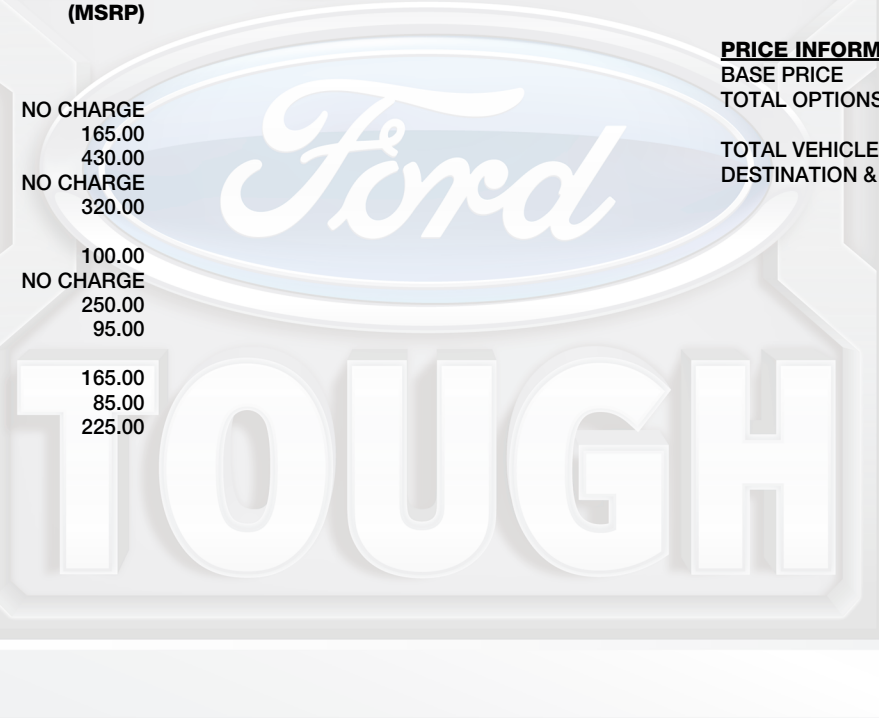 (MSRP)
NO CHARGE
165.00
430.00
NO CHARGE
320.00
100.00
NO CHARGE
250.00
95.00
165.00
85.00
225.00
PRICE INFORM
BASE PRICE
TOTAL OPTIONS
TOTAL VEHICLE
DESTINATION &
Ford
TOUGH